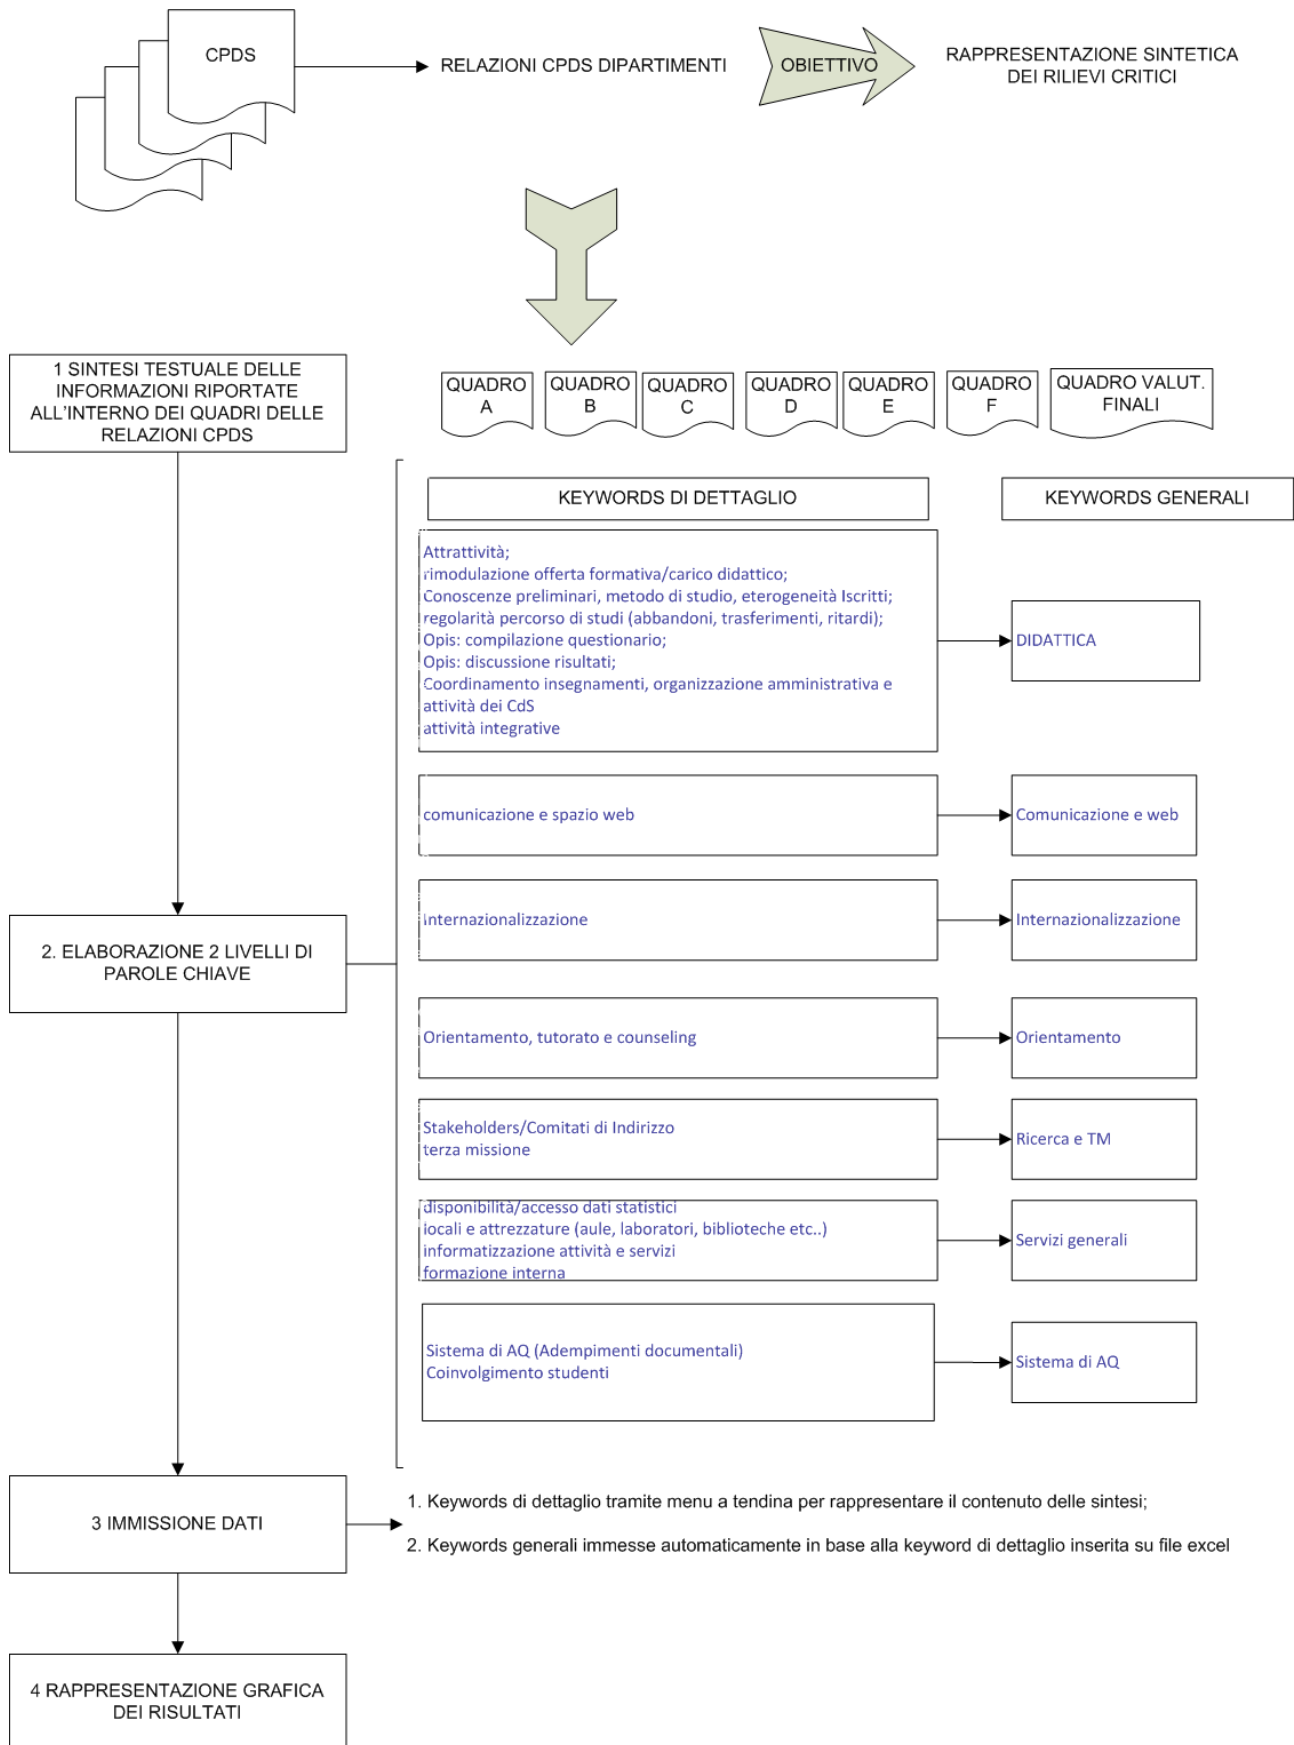 CPDS
RELAZIONI CPDS DIPARTIMENTI
OBIETTIVO
RAPPRESENTAZIONE SINTETICA
DEI RILIEVI CRITICI
1 SINTESI TESTUALE DELLE
INFORMAZIONI RIPORTATE
ALL'INTERNO DEI QUADRI DELLE
RELAZIONI CPDS
QUADRO
A
QUADRO
B
QUADRO
C
QUADRO
D
QUADRO
E
QUADRO
F
QUADRO VALUT.
FINALI
KEYWORDS DI DETTAGLIO
KEYWORDS GENERALI
Attrattività;
rimodulazione offerta formativa/carico didattico;
Conoscenze preliminari, metodo di studio, eterogeneità Iscritti;
regolarità percorso di studi (abbandoni, trasferimenti, ritardi);
Opis: compilazione questionario;
Opis: discussione risultati;
Coordinamento insegnamenti, organizzazione amministrativa e
attività dei CdS
attività integrative
DIDATTICA
comunicazione e spazio web
Comunicazione e web
Internazionalizzazione
Internazionalizzazione
2. ELABORAZIONE 2 LIVELLI DI
PAROLE CHIAVE
Orientamento, tutorato e counseling
Orientamento
Stakeholders/Comitati di Indirizzo
terza missione
Ricerca e TM
disponibilità/accesso dati statistici
locali e attrezzature (aule, laboratori, biblioteche etc..)
informatizzazione attività e servizi
formazione interna
Servizi generali
Sistema di AQ (Adempimenti documentali)
Coinvolgimento studenti
Sistema di AQ
3 IMMISSIONE DATI
1. Keywords di dettaglio tramite menu a tendina per rappresentare il contenuto delle sintesi;
2. Keywords generali immesse automaticamente in base alla keyword di dettaglio inserita su file excel
4 RAPPRESENTAZIONE GRAFICA
DEI RISULTATI